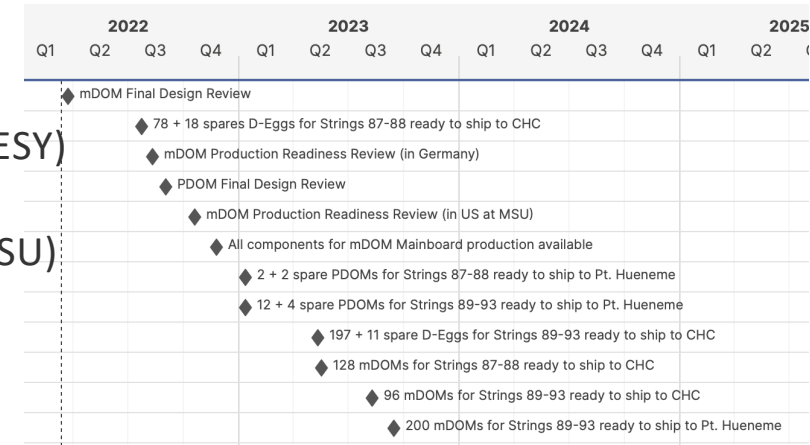 2022 2023 2024 2025
Q1 Q2 Q3 Q4 Q1 Q2 Q3 Q4 Q1 Q2 Q3 Q4 Q1 Q2
mDOM Final Design Review
78 + 18 spares D-Eggs for Strings 87-88 ready to ship to CHC
ESY)
mDOM Production Readiness Review (in Germany)
PDOM Final Design Review
mDOM Production Readiness Review (in US at MSU)
SU)
All components for mDOM Mainboard production available
2 + 2 spare PDOMs for Strings 87-88 ready to ship to Pt. Hueneme
12 + 4 spare PDOMs for Strings 89-93 ready to ship to Pt. Hueneme
197 + 11 spare D-Eggs for Strings 89-93 ready to ship to CHC
128 mDOMs for Strings 87-88 ready to ship to CHC
96 mDOMs for Strings 89-93 ready to ship to CHC
200 mDOMs for Strings 89-93 ready to ship to Pt. Hueneme